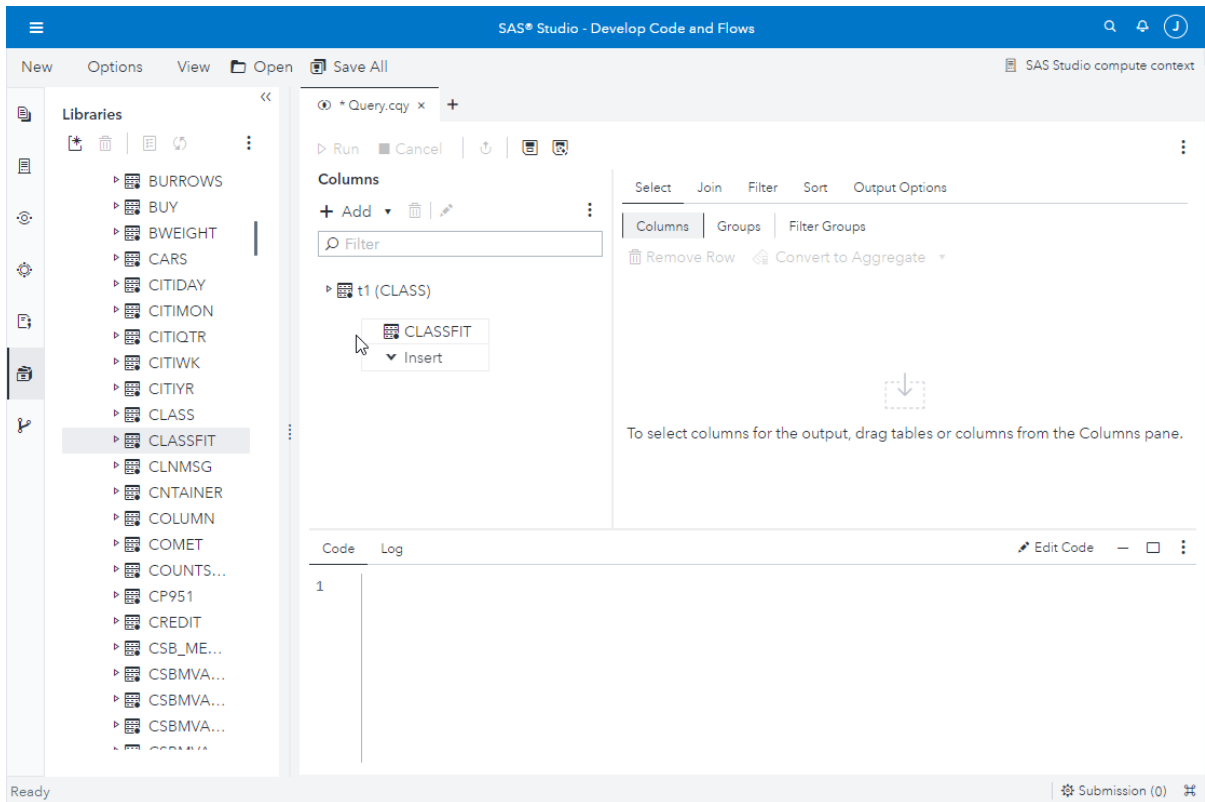 SAS® Studio - Develop Code and Flows
J
New Options View Open Save All
SAS Studio compute context
Libraries
BURROWS
BUY
BWEIGHT
CARS
CITIDAY
CITIMON
CITIQTR
CITIWK
CITIYR
CLASS
CLASSFIT
CLNMSG
CNTAINER
COLUMN
COMET
COUNTS...
CP951
CREDIT
CSB_ME...
CSBMVA...
CSBMVA...
CSBMVA...
* Query.cqy
Run Cancel
Columns
Add
Filter
t1 (CLASS)
CLASSFIT
Insert
Select Join Filter Sort Output Options
Columns Groups Filter Groups
Remove Row Convert to Aggregate
To select columns for the output, drag tables or columns from the Columns pane.
Code Log
Edit Code
1
Ready
Submission (0)